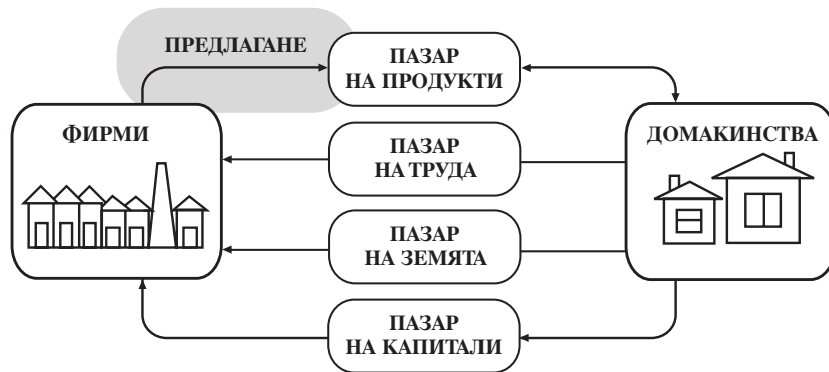 ПРЕДЛАГАНЕ
ПАЗАР
НА ПРОДУКТИ
ФИРМИ
ДОМАКИНСТВА
ПАЗАР
НА ТРУДА
ПАЗАР
НА ЗЕМЯТА
ПАЗАР
НА КАПИТАЛИ